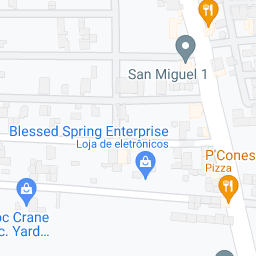 San Miguel 1
Blessed Spring Enterprise
Loja de eletrônicos
P'Cones
Pizza
oc Crane
c. Yard...